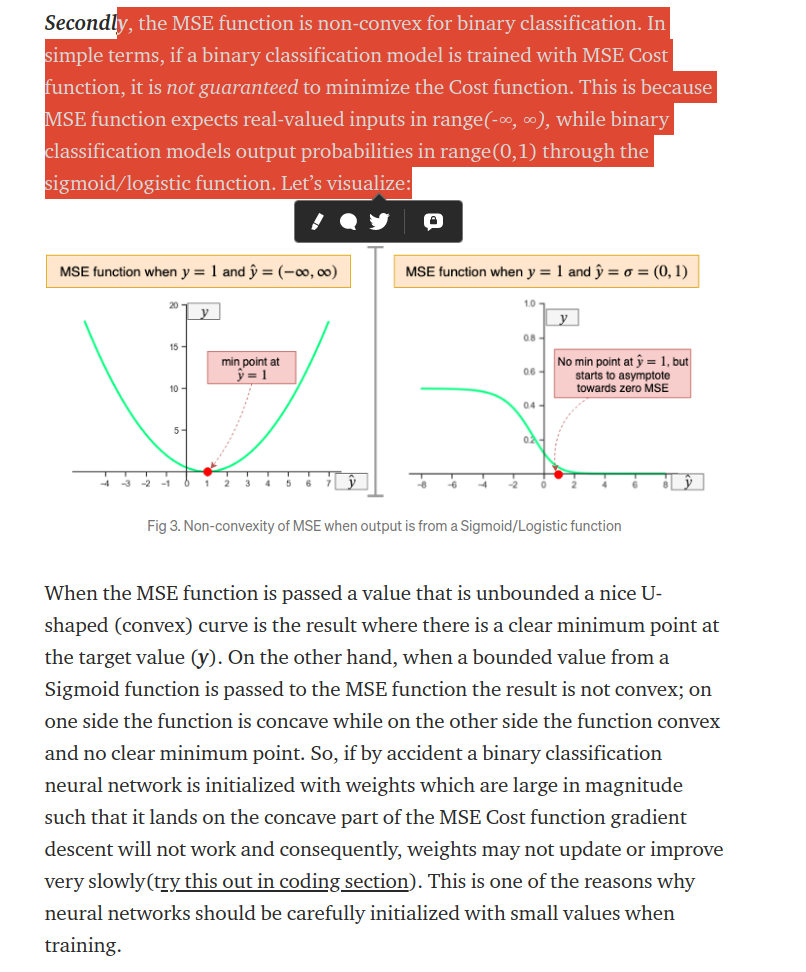 Secondly, the MSE function is non-convex for binary classification. In
simple terms, if a binary classification model is trained with MSE Cost
function, it is not guaranteed to minimize the Cost function. This is because
MSE function expects real-valued inputs in range(-∞, ∞), while binary
classification models output probabilities in range(0,1) through the
sigmoid/logistic function. Let’s visualize:
MSE function when y = 1 and ŷ = (−∞, ∞)
20
y
15
10
5
min point at
ŷ = 1
-4 -3 -2 -1 0 1 2 3 4 5 6 7
ŷ
MSE function when y = 1 and ŷ = σ = (0, 1)
1.0
y
0.8
0.6
0.4
0.2
No min point at ŷ = 1, but
starts to asymptote
towards zero MSE
-8 -6 -4 -2 0 2 4 6 8
ŷ
Fig 3. Non-convexity of MSE when output is from a Sigmoid/Logistic function
When the MSE function is passed a value that is unbounded a nice U-
shaped (convex) curve is the result where there is a clear minimum point at
the target value (y). On the other hand, when a bounded value from a
Sigmoid function is passed to the MSE function the result is not convex; on
one side the function is concave while on the other side the function convex
and no clear minimum point. So, if by accident a binary classification
neural network is initialized with weights which are large in magnitude
such that it lands on the concave part of the MSE Cost function gradient
descent will not work and consequently, weights may not update or improve
very slowly(try this out in coding section). This is one of the reasons why
neural networks should be carefully initialized with small values when
training.